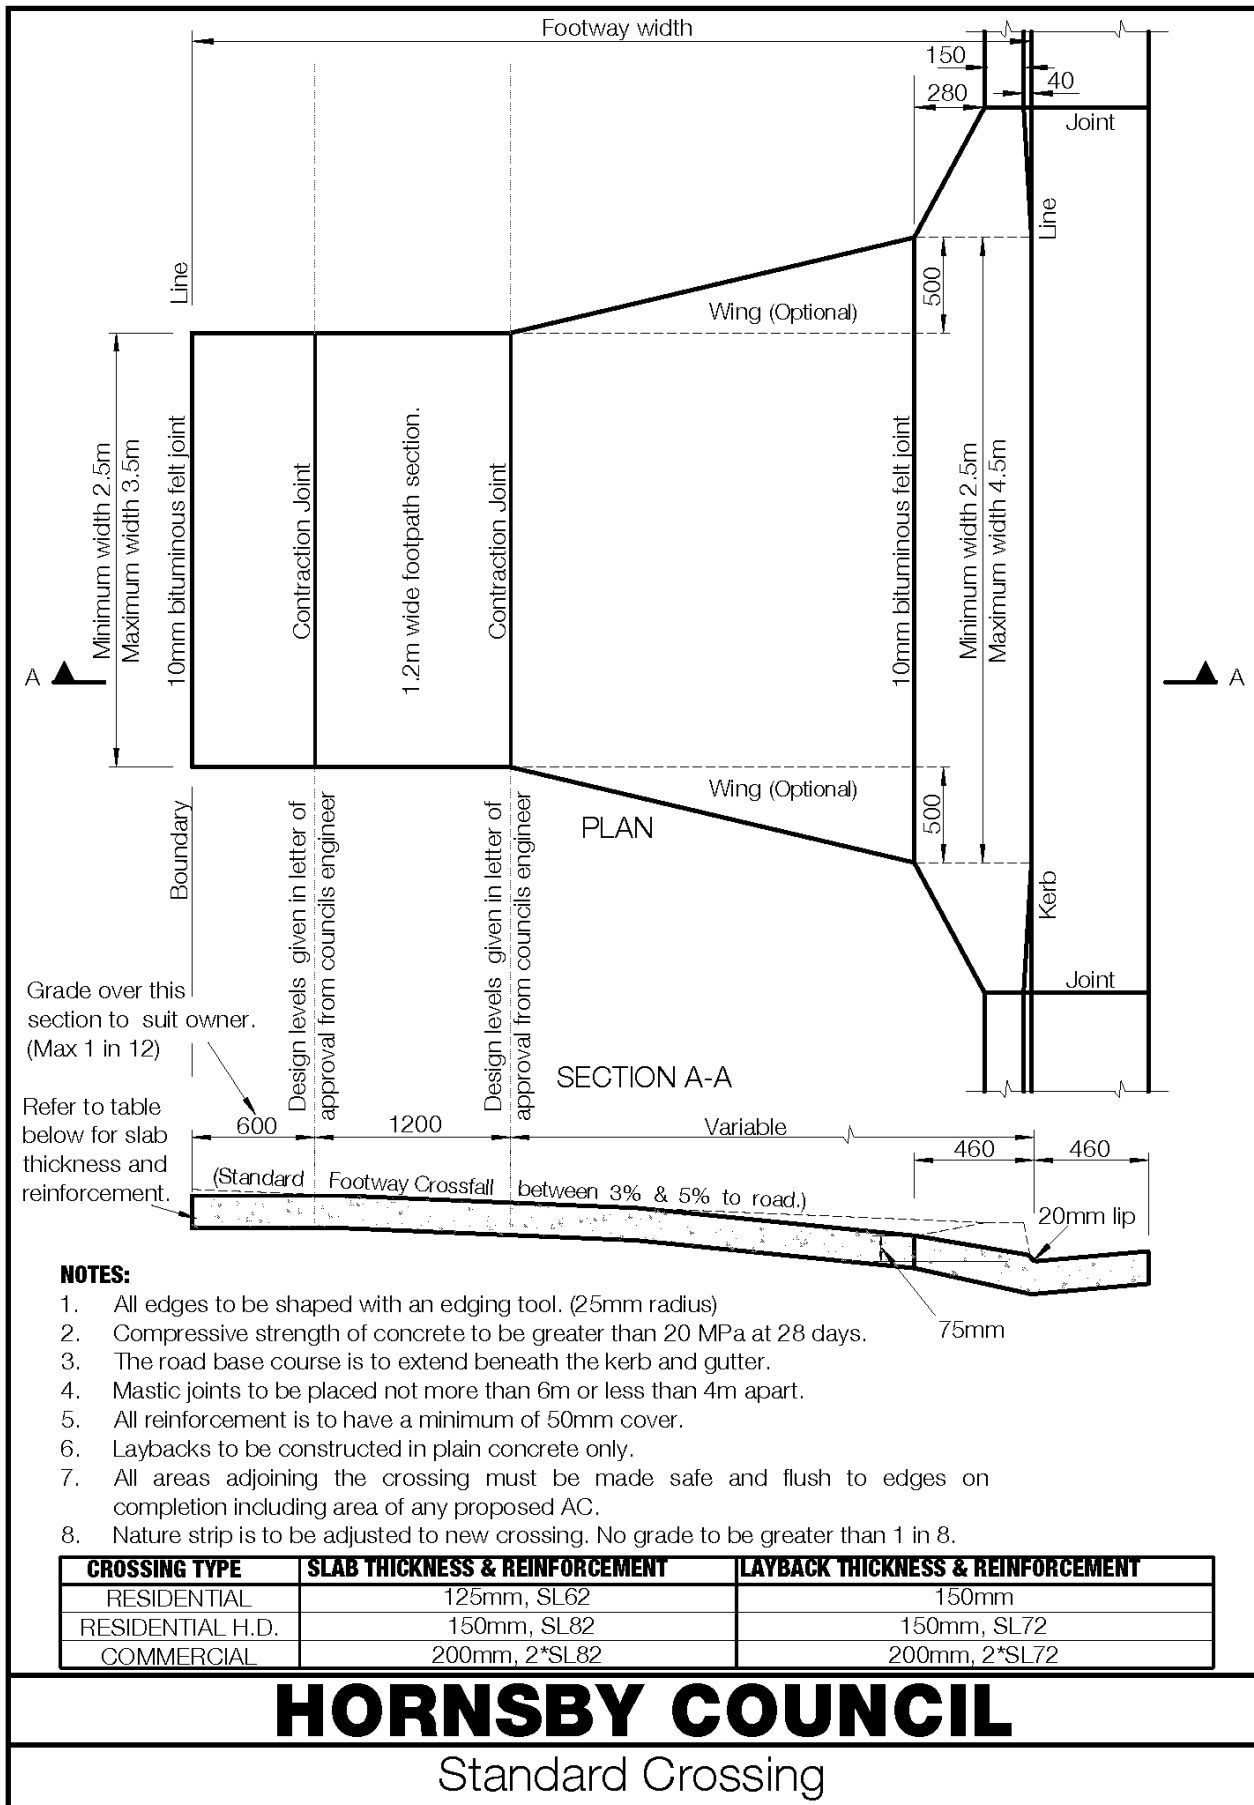 Footway width
150
40
280
Joint
Line
Line
500
Wing (Optional)
Minimum width 2.5m
Maximum width 3.5m
10mm bituminous felt joint
Contraction Joint
1.2m wide footpath section.
Contraction Joint
10mm bituminous felt joint
Minimum width 2.5m
Maximum width 4.5m
A
A
Wing (Optional)
500
PLAN
Boundary
Kerb
Design levels given in letter of
approval from councils engineer
Design levels given in letter of
approval from councils engineer
Joint
Grade over this
section to suit owner.
(Max 1 in 12)
SECTION A-A
Refer to table
below for slab
thickness and
reinforcement.
600
1200
Variable
460
460
(Standard Footway Crossfall between 3% & 5% to road.)
20mm lip
75mm
NOTES:
1. All edges to be shaped with an edging tool. (25mm radius)
2. Compressive strength of concrete to be greater than 20 MPa at 28 days.
3. The road base course is to extend beneath the kerb and gutter.
4. Mastic joints to be placed not more than 6m or less than 4m apart.
5. All reinforcement is to have a minimum of 50mm cover.
6. Laybacks to be constructed in plain concrete only.
7. All areas adjoining the crossing must be made safe and flush to edges on
completion including area of any proposed AC.
8. Nature strip is to be adjusted to new crossing. No grade to be greater than 1 in 8.
CROSSING TYPE SLAB THICKNESS & REINFORCEMENT LAYBACK THICKNESS & REINFORCEMENT
RESIDENTIAL 125mm, SL62 150mm
RESIDENTIAL H.D. 150mm, SL82 150mm, SL72
COMMERCIAL 200mm, 2*SL82 200mm, 2*SL72
HORNSBY COUNCIL
Standard Crossing